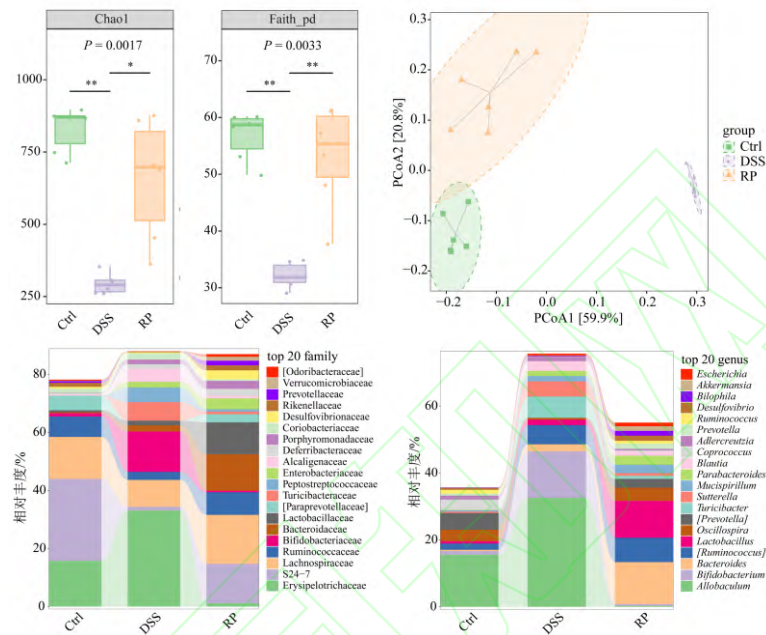 Chao1
P = 0.0017
*
**
1000
750
500
250
Ctrl
DSS
RP
Faith_pd
P = 0.0033
**
**
70
60
50
40
30
Ctrl
DSS
RP
0.3
0.2
0.1
0.0
−0.1
−0.2
PCoA2 [20.8%]
−0.2
−0.1
0.0
0.1
0.2
0.3
PCoA1 [59.9%]
group
Ctrl
DSS
RP
相对丰度/%
80
60
40
20
0
Ctrl
DSS
RP
top 20 family
[Odoribacteraceae]
Verrucomicrobiaceae
Prevotellaceae
Rikenellaceae
Desulfovibrionaceae
Coriobacteriaceae
Porphyromonadaceae
Deferribacteraceae
Alcaligenaceae
Enterobacteriaceae
Peptostreptococcaceae
Turicibacteraceae
[Paraprevotellaceae]
Lactobacillaceae
Bacteroidaceae
Bifidobacteriaceae
Ruminococcaceae
Lachnospiraceae
S24−7
Erysipelotrichaceae
相对丰度/%
60
40
20
0
Ctrl
DSS
RP
top 20 genus
Escherichia
Akkermansia
Bilophila
Desulfovibrio
Ruminococcus
Prevotella
Adlercreutzia
Coprococcus
Blautia
Parabacteroides
Mucispirillum
Sutterella
Turicibacter
[Prevotella]
Oscillospira
Lactobacillus
[Ruminococcus]
Bacteroides
Bifidobacterium
Allobaculum